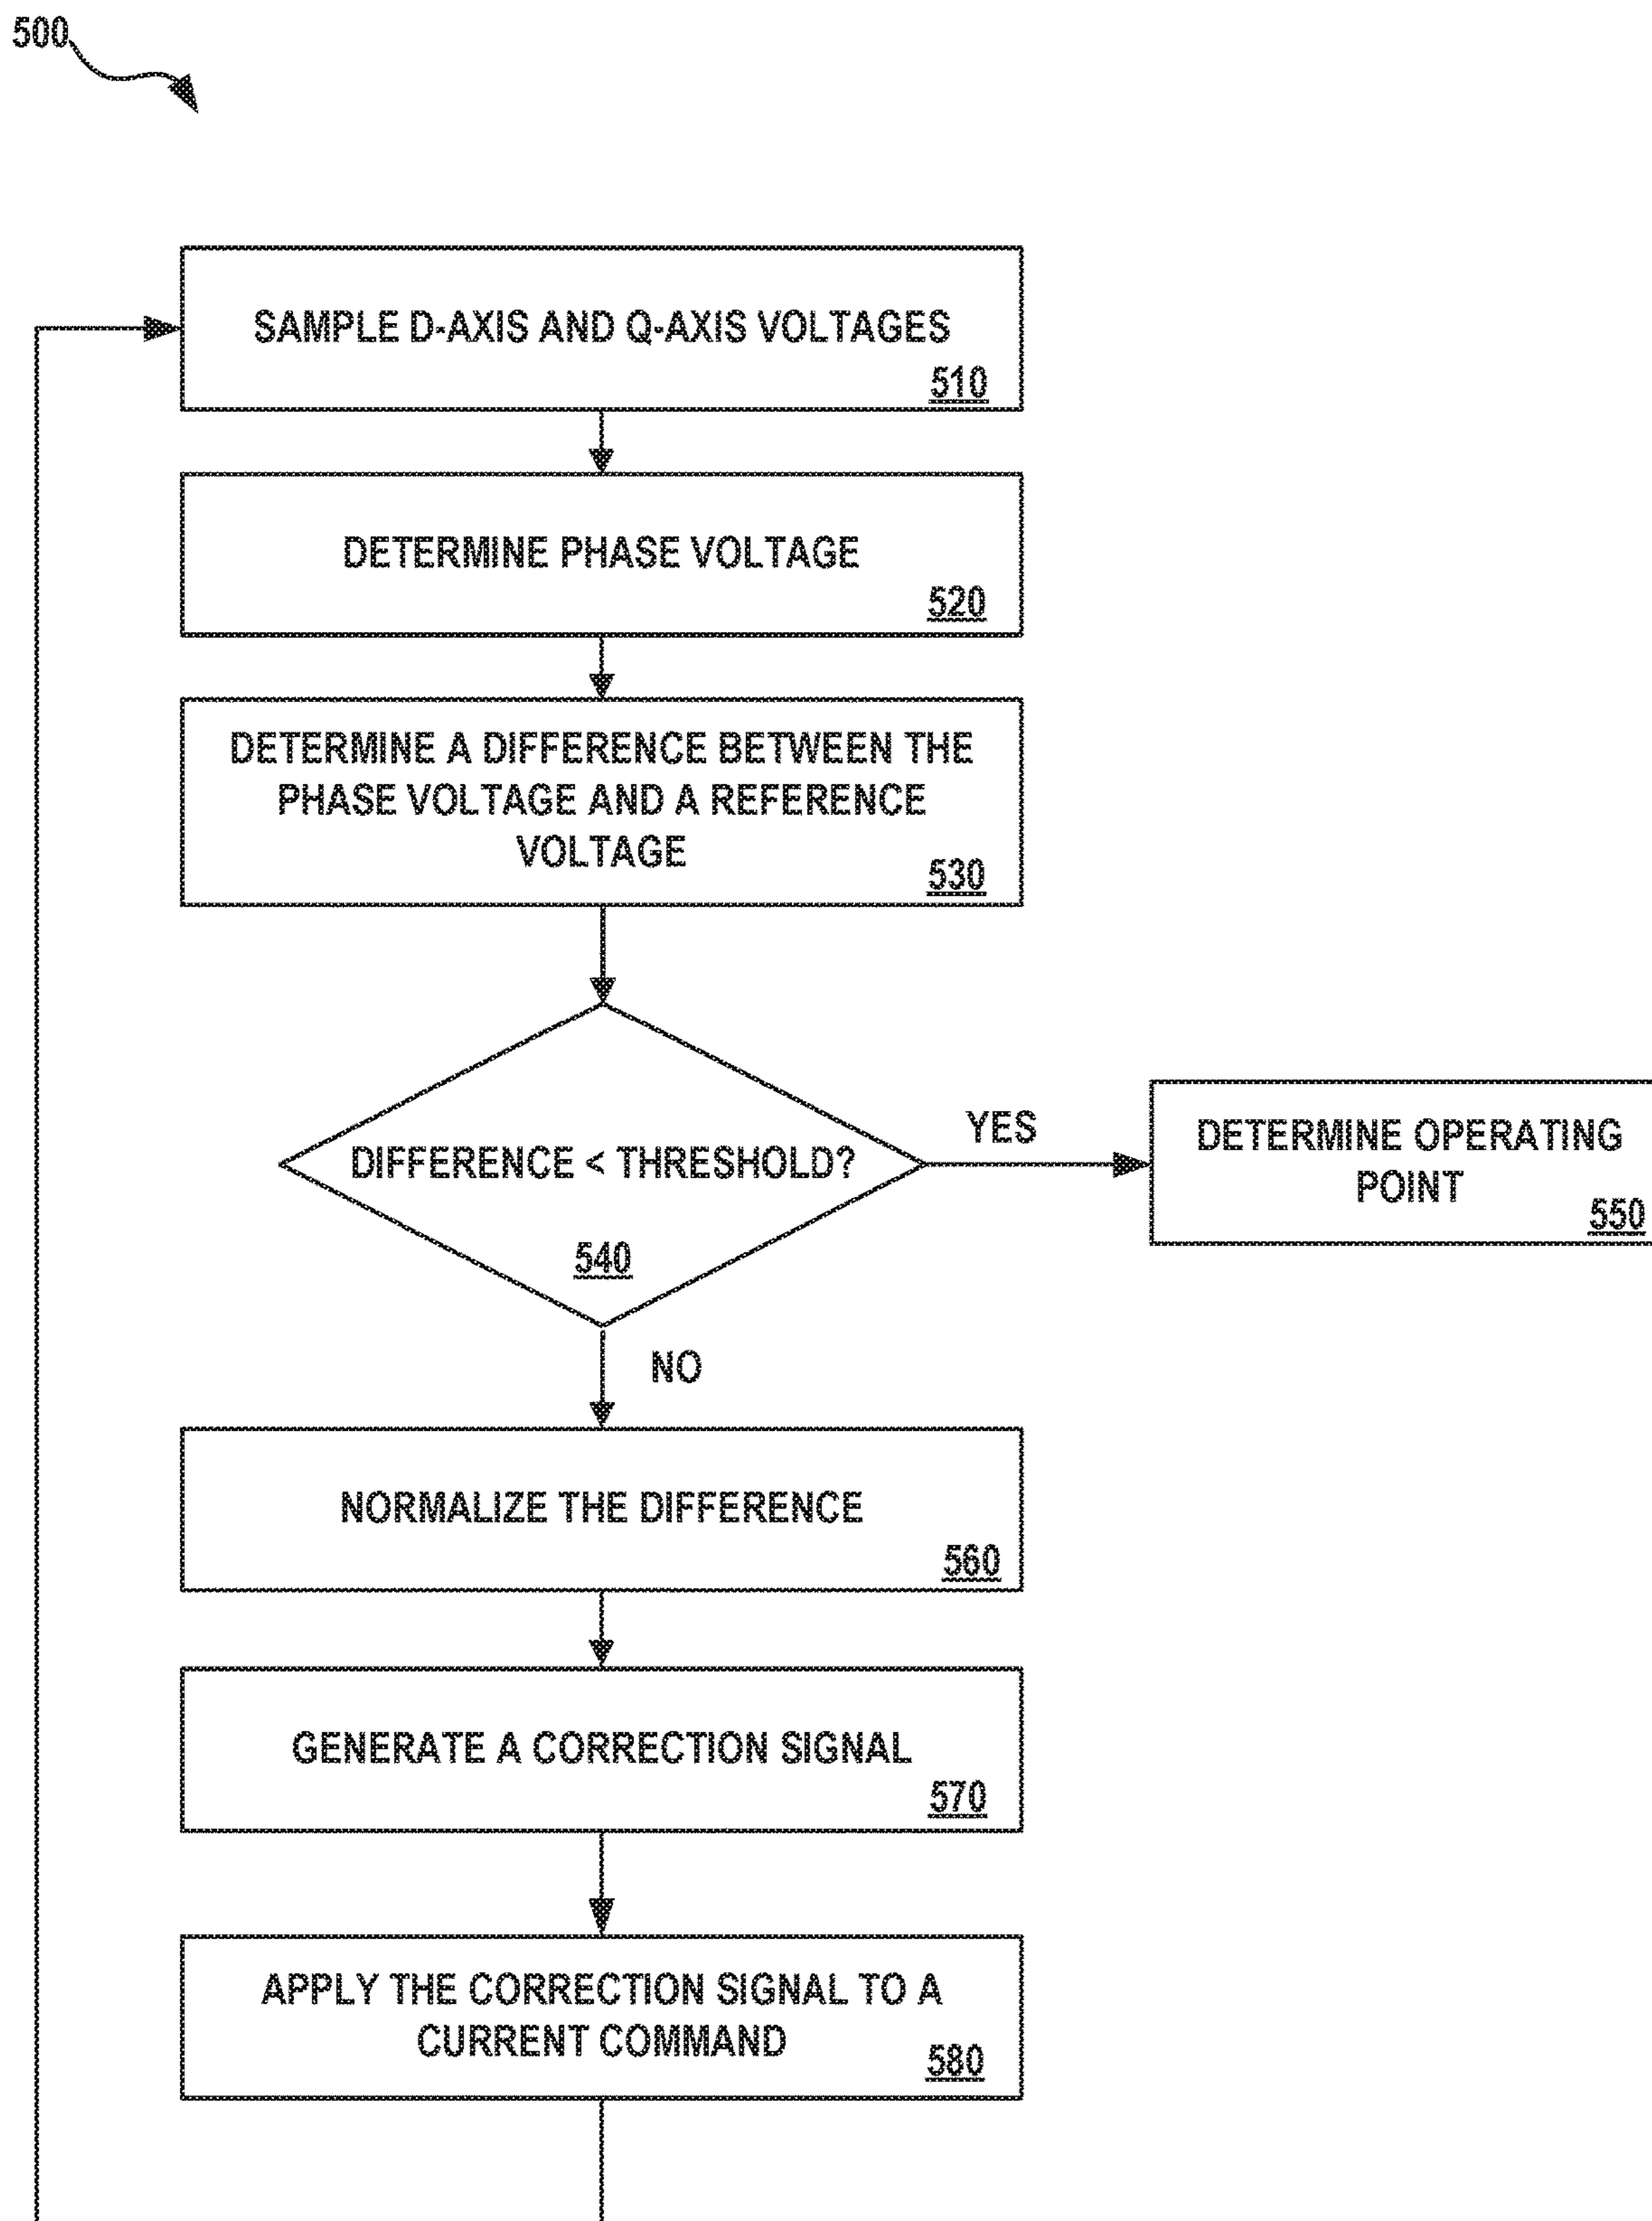 500
SAMPLE D-AXIS AND Q-AXIS VOLTAGES
510
DETERMINE PHASE VOLTAGE
520
DETERMINE A DIFFERENCE BETWEEN THE
PHASE VOLTAGE AND A REFERENCE
VOLTAGE
530
DIFFERENCE < THRESHOLD?
540
YES
DETERMINE OPERATING
POINT
550
NO
NORMALIZE THE DIFFERENCE
560
GENERATE A CORRECTION SIGNAL
570
APPLY THE CORRECTION SIGNAL TO A
CURRENT COMMAND
580